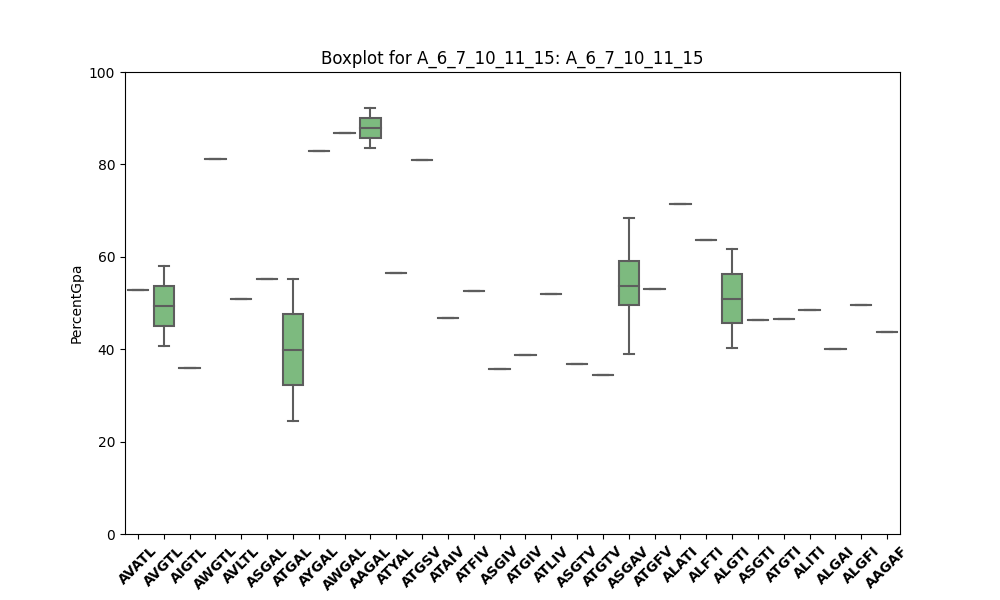 Boxplot for A_6_7_10_11_15: A_6_7_10_11_15
PercentGpa
100
80
60
40
20
0
AVATL
AVGTL
AIGTL
AWGTL
AVLTL
ASGAL
ATGAL
AYGAL
AWGAL
AAGAL
ATYAL
ATGSV
ATAIV
ATFIV
ASGIV
ATGIV
ATLIV
ASGTV
ATGTV
ASGAV
ATGFV
ALATI
ALFTI
ALGTI
ASGTI
ATGTI
ALITI
ALGAI
ALGFI
AAGAF